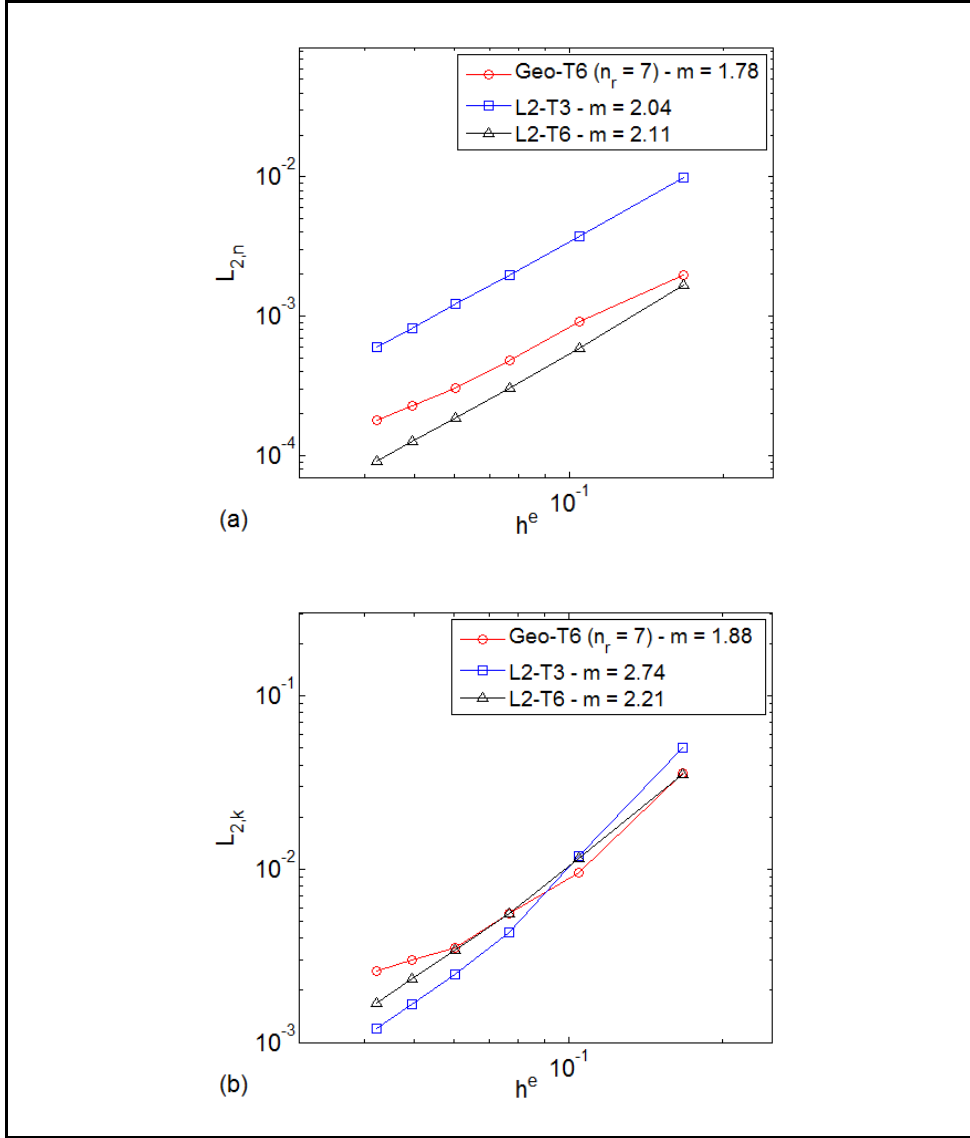 Geo-T6 (n_r = 7) - m = 1.78
L2-T3 - m = 2.04
L2-T6 - m = 2.11
10^-2
10^-3
10^-4
L_2,n
10^-1
h^e
(a)
Geo-T6 (n_r = 7) - m = 1.88
L2-T3 - m = 2.74
L2-T6 - m = 2.21
10^-1
10^-2
10^-3
L_2,k
10^-1
h^e
(b)